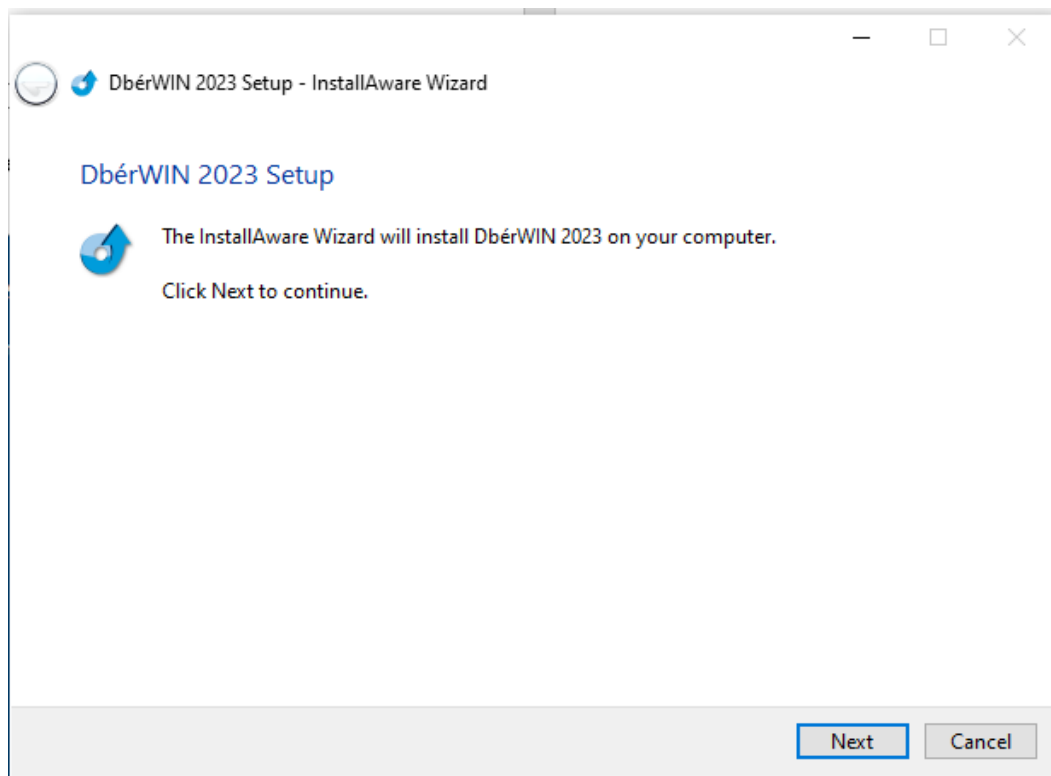 DbérWIN 2023 Setup - InstallAware Wizard
DbérWIN 2023 Setup
The InstallAware Wizard will install DbérWIN 2023 on your computer.
Click Next to continue.
Next
Cancel